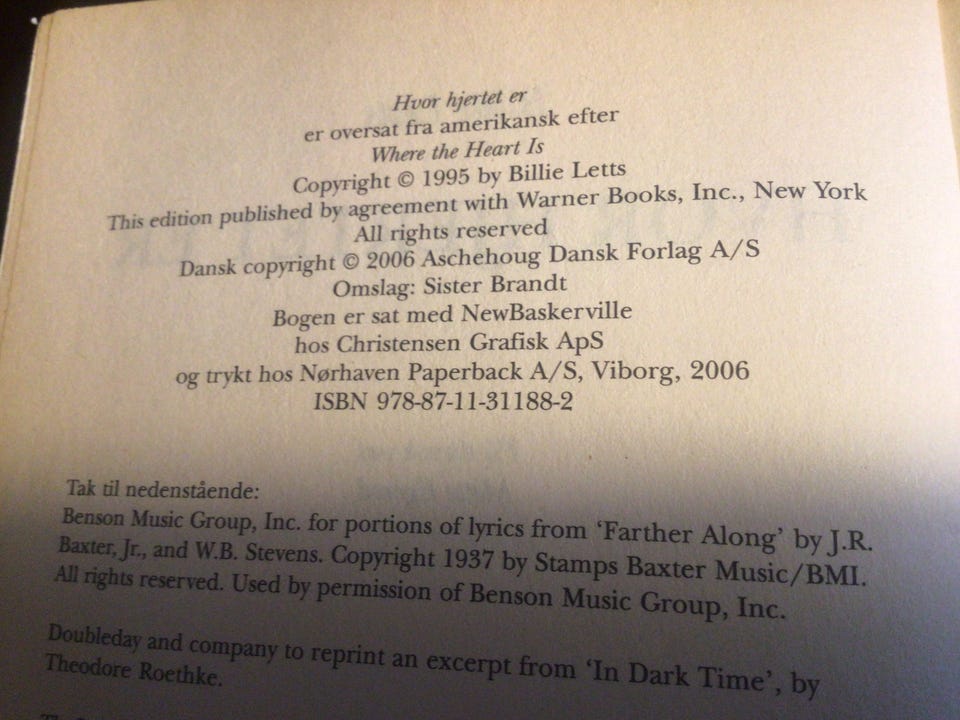 Hvor hjertet er
er oversat fra amerikansk efter
Where the Heart Is
Copyright © 1995 by Billie Letts
This edition published by agreement with Warner Books, Inc., New York
All rights reserved
Dansk copyright © 2006 Aschehoug Dansk Forlag A/S
Omslag: Sister Brandt
Bogen er sat med NewBaskerville
hos Christensen Grafisk ApS
og trykt hos Nørhaven Paperback A/S, Viborg, 2006
ISBN 978-87-11-31188-2
Tak til nedenstående:
Benson Music Group, Inc. for portions of lyrics from ‘Farther Along’ by J.R.
Baxter, Jr., and W.B. Stevens. Copyright 1937 by Stamps Baxter Music/BMI.
All rights reserved. Used by permission of Benson Music Group, Inc.
Doubleday and company to reprint an excerpt from ‘In Dark Time’, by
Theodore Roethke.